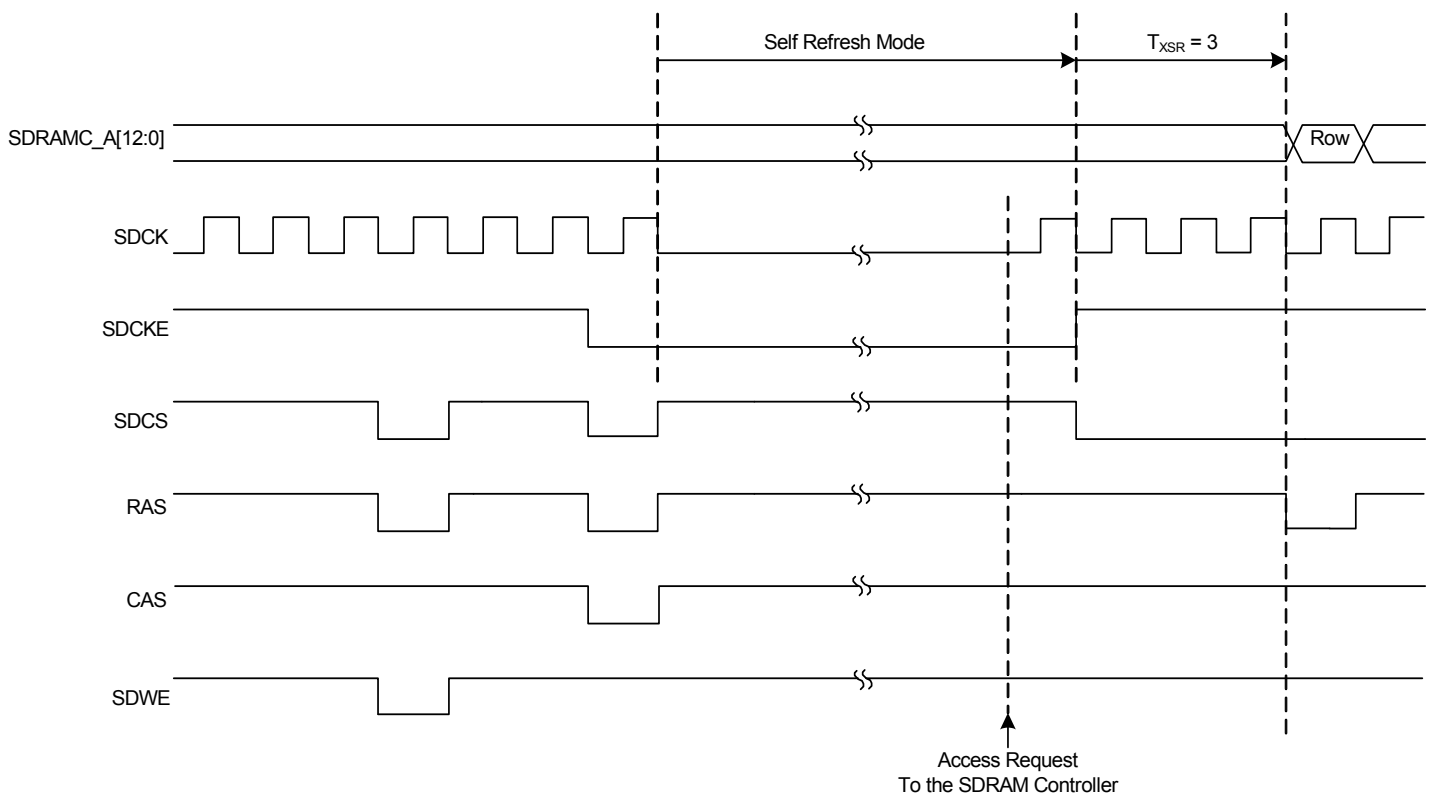 Self Refresh Mode
TXSR = 3
SDRAMC_A[12:0]
Row
SDCK
SDCKE
SDCS
RAS
CAS
SDWE
Access Request
To the SDRAM Controller